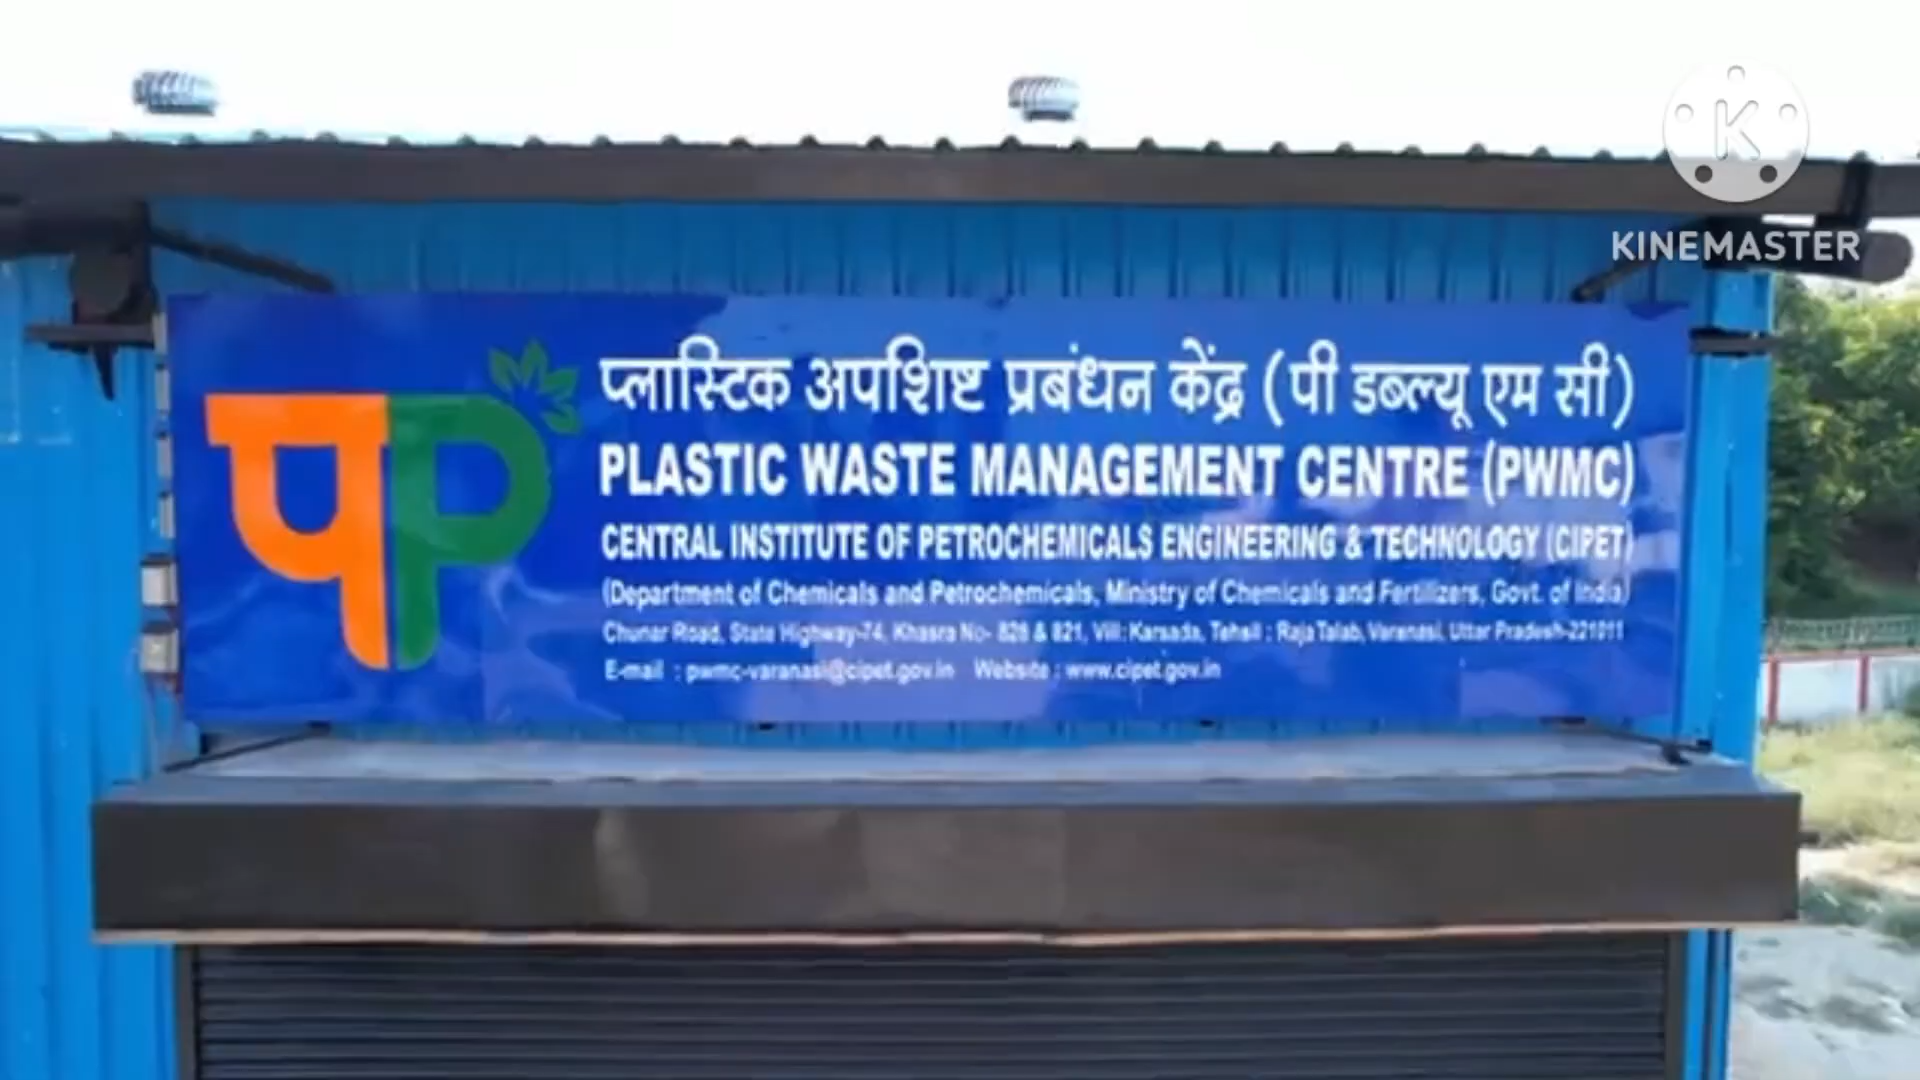 K
KINEMASTER
पP
प्लास्टिक अपशिष्ट प्रबंधन केंद्र (पी डब्ल्यू एम सी)
PLASTIC WASTE MANAGEMENT CENTRE (PWMC)
CENTRAL INSTITUTE OF PETROCHEMICALS ENGINEERING & TECHNOLOGY (CIPET)
(Department of Chemicals and Petrochemicals, Ministry of Chemicals and Fertilizers, Govt. of India)
Chunar Road, State Highway-74, Khasra No- & 821, Vill: Karsada, Tehsil : Raja Talab, Varanasi, Uttar Pradesh-221011
E-mail : pwmc-varanasi@cipet.gov.in Website : www.cipet.gov.in